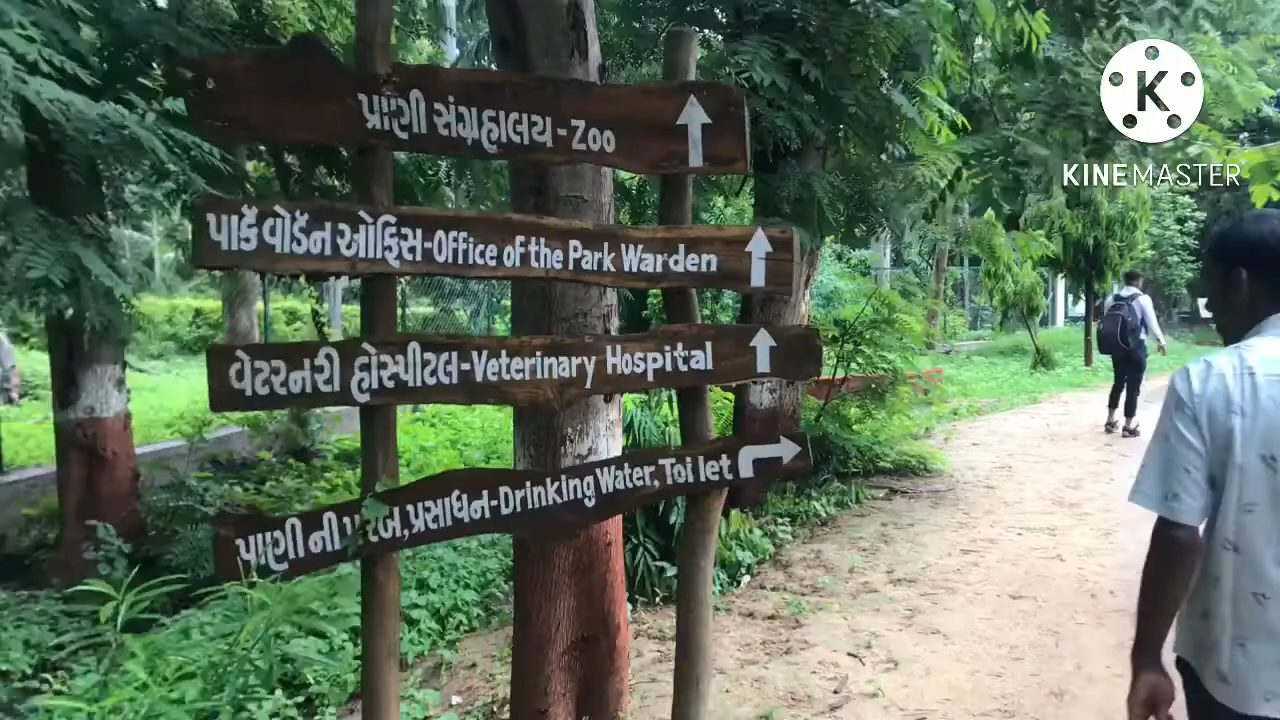 પ્રાણી સંગ્રહાલય-Zoo
પાર્ક વોર્ડન ઓફિસ-Office of the Park Warden
વેટરનરી હોસ્પીટલ-Veterinary Hospital
પાણી ની પરબ,પ્રસાધન-Drinking Water, Toilet
K
KINEMASTER